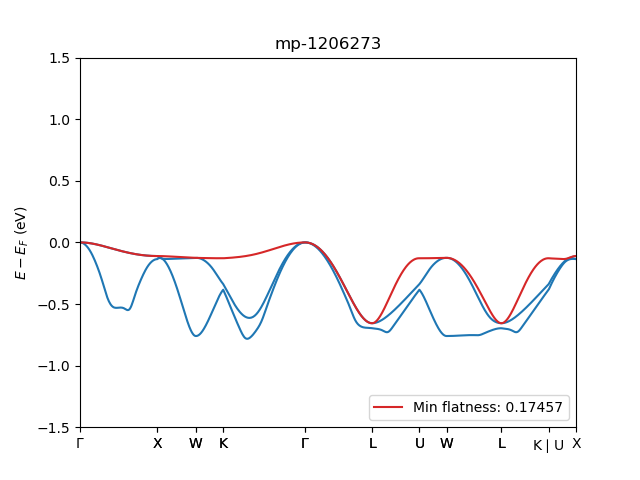 mp-1206273
E − E_F (eV)
1.5
1.0
0.5
0.0
−0.5
−1.0
−1.5
Min flatness: 0.17457
Γ X W K Γ L U W L K | U X